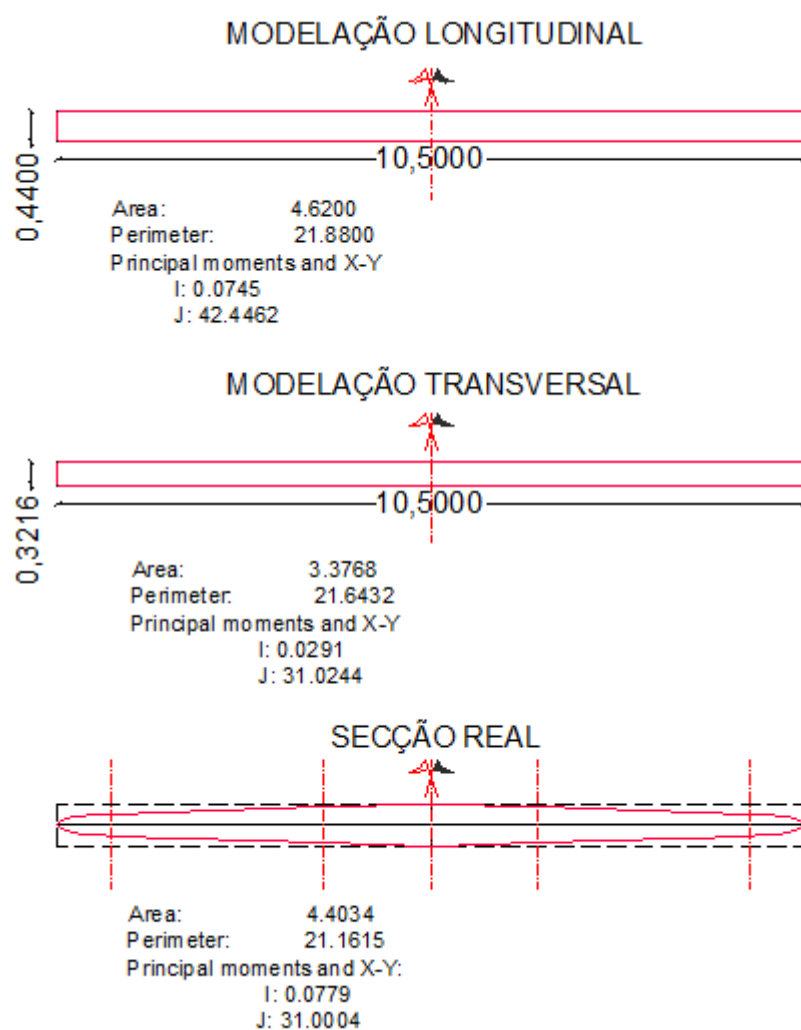 MODELAÇÃO LONGITUDINAL
0,4400
10,5000
Area: 4.6200
Perimeter: 21.8800
Principal moments and X-Y
I: 0.0745
J: 42.4462
MODELAÇÃO TRANSVERSAL
0,3216
10,5000
Area: 3.3768
Perimeter: 21.6432
Principal moments and X-Y
I: 0.0291
J: 31.0244
SECÇÃO REAL
Area: 4.4034
Perimeter: 21.1615
Principal moments and X-Y:
I: 0.0779
J: 31.0004